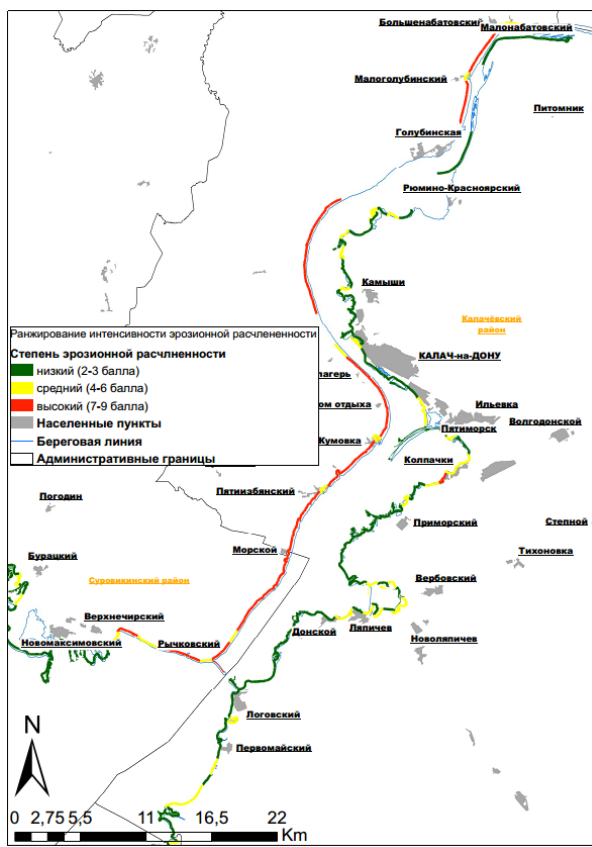 Большенабатовский
Малонабатовский
Малоголубинский
Питомник
Голубинская
Рюмино-Красноярский
Камыши
Калачёвский
район
Ранжирование интенсивности эрозионной расчлененности
Степень эрозионной расчлненности
низкий (2-3 балла)
средний (4-6 балла)
высокий (7-9 балла)
Населенные пункты
Береговая линия
Административные границы
КАЛАЧ-на-ДОНУ
лагерь
ом отдыха
Ильевка
Волгодонской
Пятиморск
Кумовка
Колпачки
Пятиизбянский
Погодин
Приморский
Степной
Морской
Тихоновка
Бурацкий
Суровикинский район
Вербовский
Верхнечирский
Новомаксимовский
Рычковский
Донской
Ляпичев
Новоляпичев
Логовский
Первомайский
N
0 2,75 5,5 11 16,5 22
Km